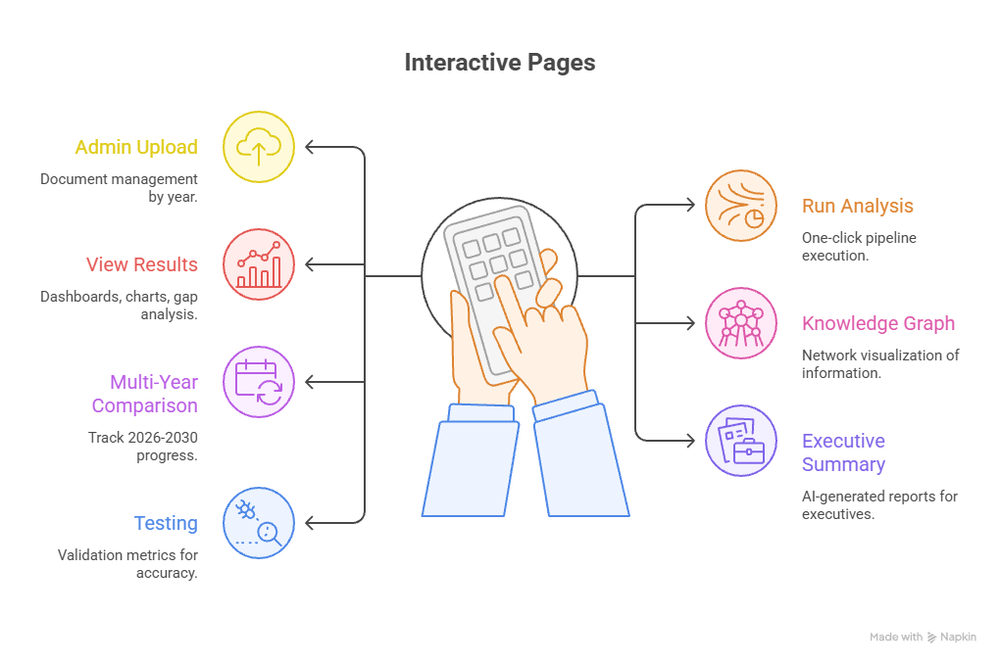 Interactive Pages
Admin Upload
Document management
by year.
View Results
Dashboards, charts, gap
analysis.
Multi-Year
Comparison
Track 2026-2030
progress.
Testing
Validation metrics for
accuracy.
Run Analysis
One-click pipeline
execution.
Knowledge Graph
Network visualization of
information.
Executive
Summary
AI-generated reports for
executives.
Made with Napkin